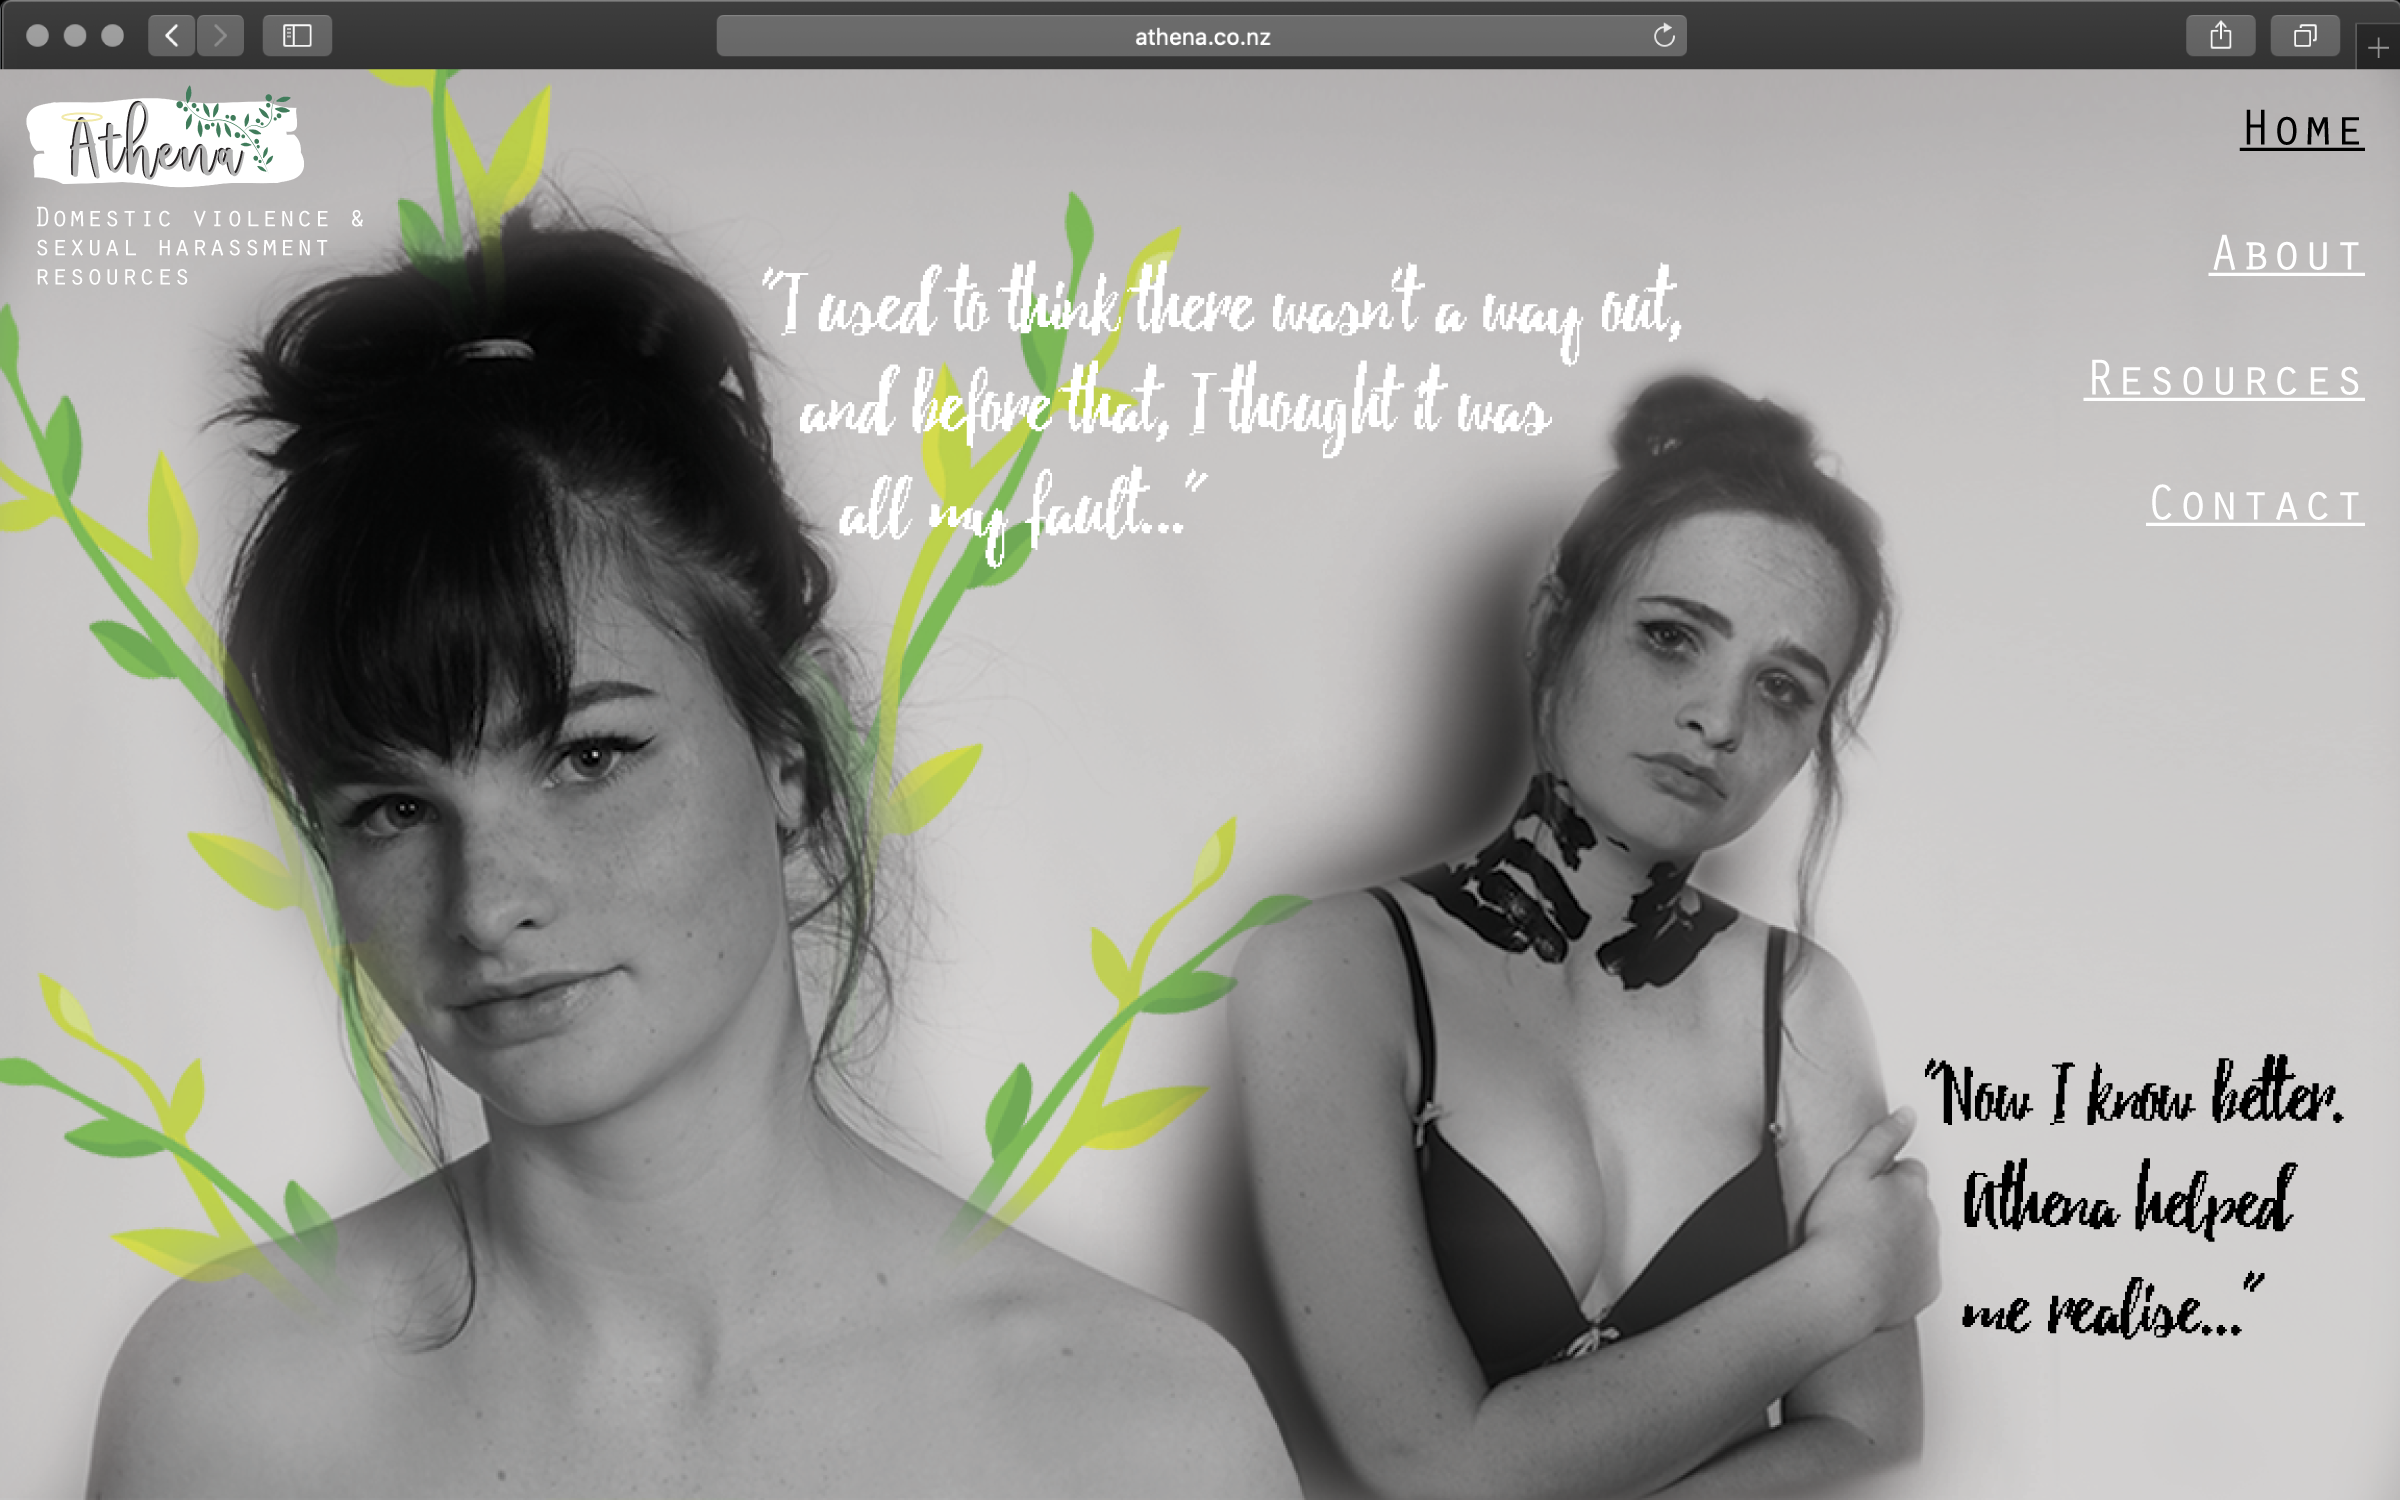 athena.co.nz
Athena
Domestic violence &
sexual harassment
resources
Home
About
Resources
Contact
"I used to think there wasn't a way out,
and before that, I thought it was
all my fault..."
"Now I know better.
Athena helped
me realise..."